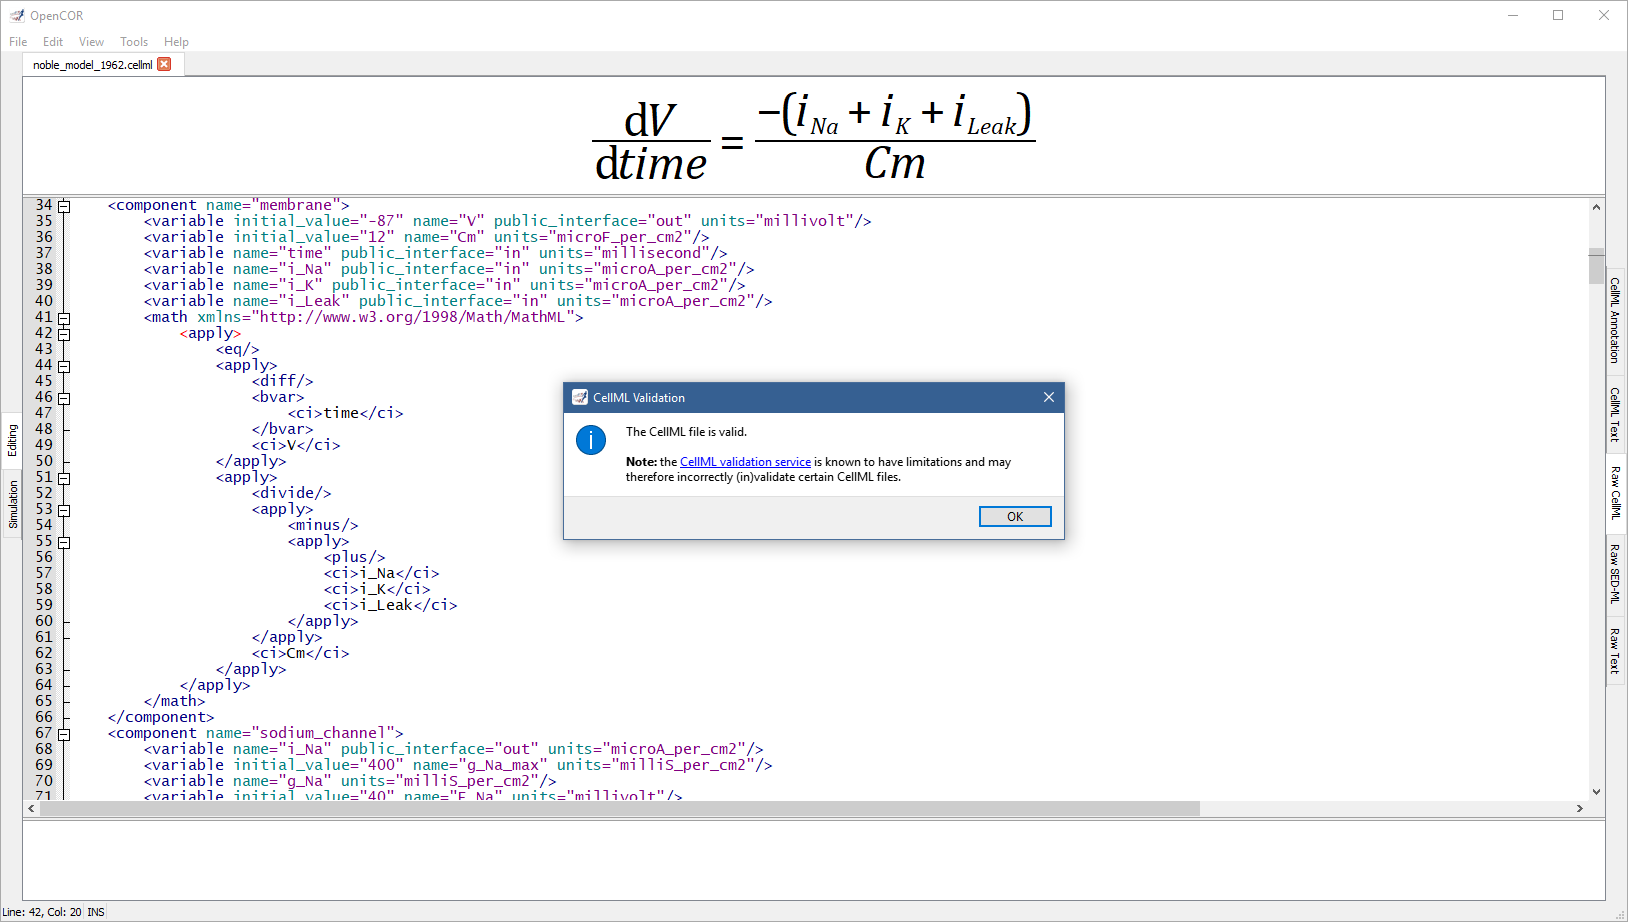 OpenCOR
File Edit View Tools Help
noble_model_1962.cellml
dV
dtime
=
-(i Na + i K + i Leak)
Cm
34 <component name="membrane">
35 <variable initial_value="-87" name="V" public_interface="out" units="millivolt"/>
36 <variable initial_value="12" name="Cm" units="microF_per_cm2"/>
37 <variable name="time" public_interface="in" units="millisecond"/>
38 <variable name="i_Na" public_interface="in" units="microA_per_cm2"/>
39 <variable name="i_K" public_interface="in" units="microA_per_cm2"/>
40 <variable name="i_Leak" public_interface="in" units="microA_per_cm2"/>
41 <math xmlns="http://www.w3.org/1998/Math/MathML">
42 <apply>
43 <eq/>
44 <apply>
45 <diff/>
46 <bvar>
47 <ci>time</ci>
48 </bvar>
49 <ci>V</ci>
50 </apply>
51 <apply>
52 <divide/>
53 <apply>
54 <minus/>
55 <apply>
56 <plus/>
57 <ci>i_Na</ci>
58 <ci>i_K</ci>
59 <ci>i_Leak</ci>
60 </apply>
61 </apply>
62 <ci>Cm</ci>
63 </apply>
64 </apply>
65 </math>
66 </component>
67 <component name="sodium_channel">
68 <variable name="i_Na" public_interface="out" units="microA_per_cm2"/>
69 <variable initial_value="400" name="g_Na_max" units="milliS_per_cm2"/>
70 <variable name="g_Na" units="milliS_per_cm2"/>
71 <variable initial_value="40" name="E_Na" units="millivolt"/>
CellML Validation
The CellML file is valid.
Note: the CellML validation service is known to have limitations and may
therefore incorrectly (in)validate certain CellML files.
OK
Editing
Simulation
CellML Annotation
CellML Text
Raw CellML
Raw SED-ML
Raw Text
Line: 42, Col: 20 INS